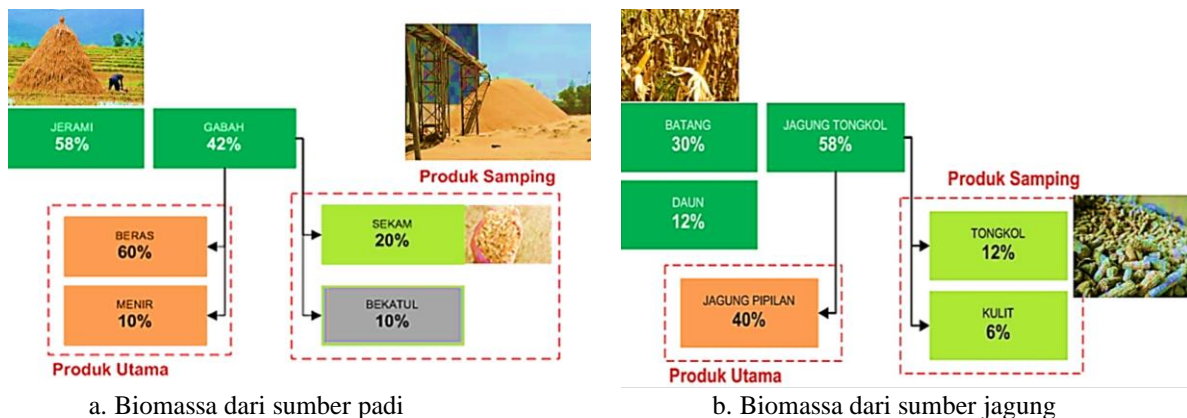 JERAMI
58%
GABAH
42%
Produk Samping
BERAS
60%
MENIR
10%
Produk Utama
SEKAM
20%
BEKATUL
10%
a. Biomassa dari sumber padi
BATANG
30%
JAGUNG TONGKOL
58%
DAUN
12%
Produk Samping
TONGKOL
12%
KULIT
6%
JAGUNG PIPILAN
40%
Produk Utama
b. Biomassa dari sumber jagung